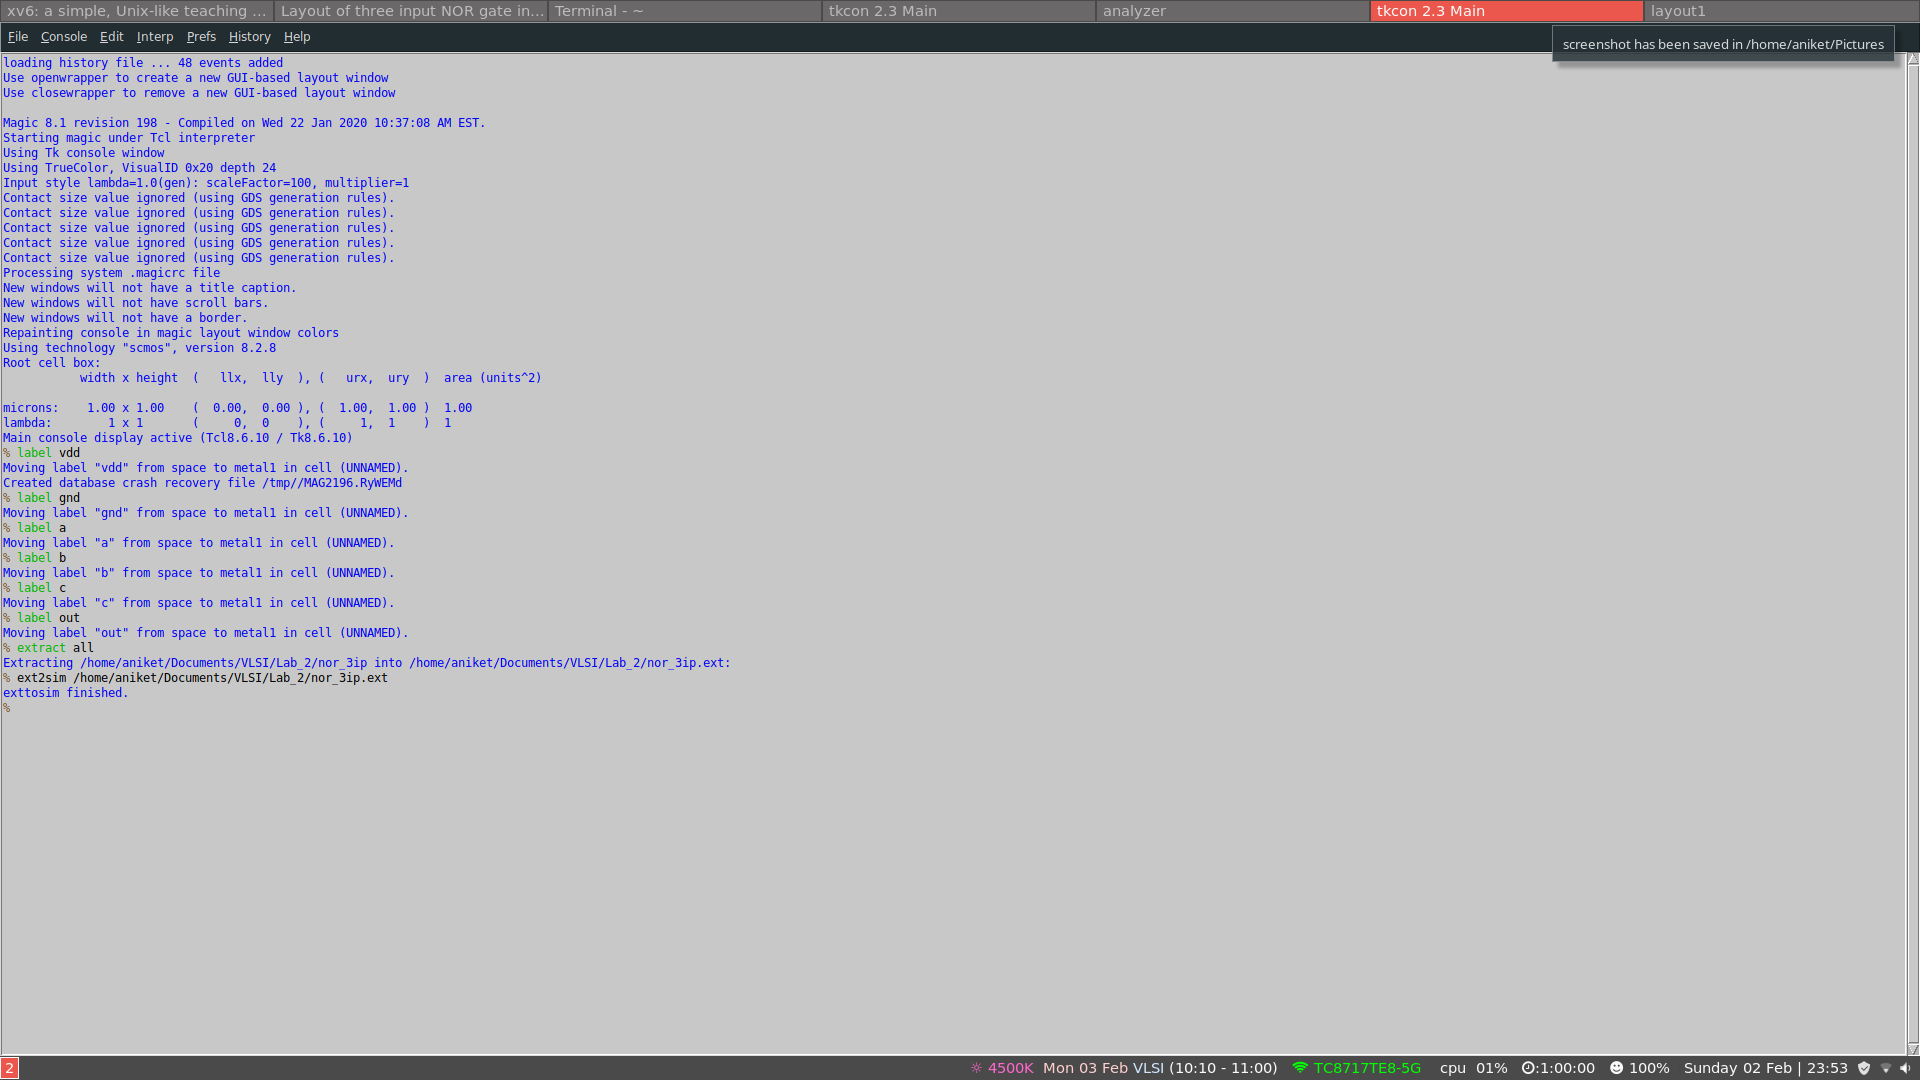 xv6: a simple, Unix-like teaching ... Layout of three input NOR gate in... Terminal - ~ tkcon 2.3 Main analyzer tkcon 2.3 Main layout1
File Console Edit Interp Prefs History Help
screenshot has been saved in /home/aniket/Pictures
loading history file ... 48 events added
Use openwrapper to create a new GUI-based layout window
Use closewrapper to remove a new GUI-based layout window
Magic 8.1 revision 198 - Compiled on Wed 22 Jan 2020 10:37:08 AM EST.
Starting magic under Tcl interpreter
Using Tk console window
Using TrueColor, VisualID 0x20 depth 24
Input style lambda=1.0(gen): scaleFactor=100, multiplier=1
Contact size value ignored (using GDS generation rules).
Contact size value ignored (using GDS generation rules).
Contact size value ignored (using GDS generation rules).
Contact size value ignored (using GDS generation rules).
Contact size value ignored (using GDS generation rules).
Processing system .magicrc file
New windows will not have a title caption.
New windows will not have scroll bars.
New windows will not have a border.
Repainting console in magic layout window colors
Using technology "scmos", version 8.2.8
Root cell box:
width x height ( llx, lly ), ( urx, ury ) area (units^2)
microns: 1.00 x 1.00 ( 0.00, 0.00 ), ( 1.00, 1.00 ) 1.00
lambda: 1 x 1 ( 0, 0 ), ( 1, 1 ) 1
Main console display active (Tcl8.6.10 / Tk8.6.10)
% label vdd
Moving label "vdd" from space to metal1 in cell (UNNAMED).
Created database crash recovery file /tmp//MAG2196.RyWEMd
% label gnd
Moving label "gnd" from space to metal1 in cell (UNNAMED).
% label a
Moving label "a" from space to metal1 in cell (UNNAMED).
% label b
Moving label "b" from space to metal1 in cell (UNNAMED).
% label c
Moving label "c" from space to metal1 in cell (UNNAMED).
% label out
Moving label "out" from space to metal1 in cell (UNNAMED).
% extract all
Extracting /home/aniket/Documents/VLSI/Lab_2/nor_3ip into /home/aniket/Documents/VLSI/Lab_2/nor_3ip.ext:
% ext2sim /home/aniket/Documents/VLSI/Lab_2/nor_3ip.ext
exttosim finished.
%
2 4500K Mon 03 Feb VLSI (10:10 - 11:00) TC8717TE8-5G cpu 01% :1:00:00 100% Sunday 02 Feb | 23:53